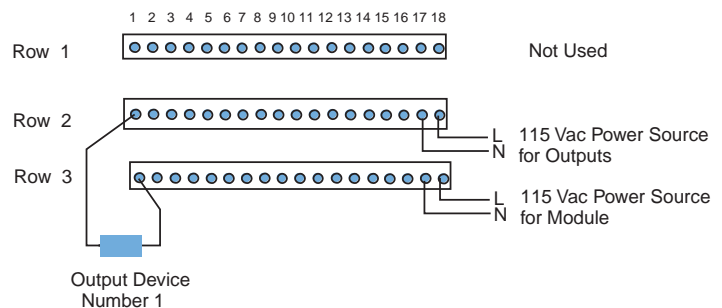 1 2 3 4 5 6 7 8 9 10 11 12 13 14 15 16 17 18
Row 1
Not Used
Row 2
L 115 Vac Power Source
N for Outputs
Row 3
L 115 Vac Power Source
N for Module
Output Device
Number 1